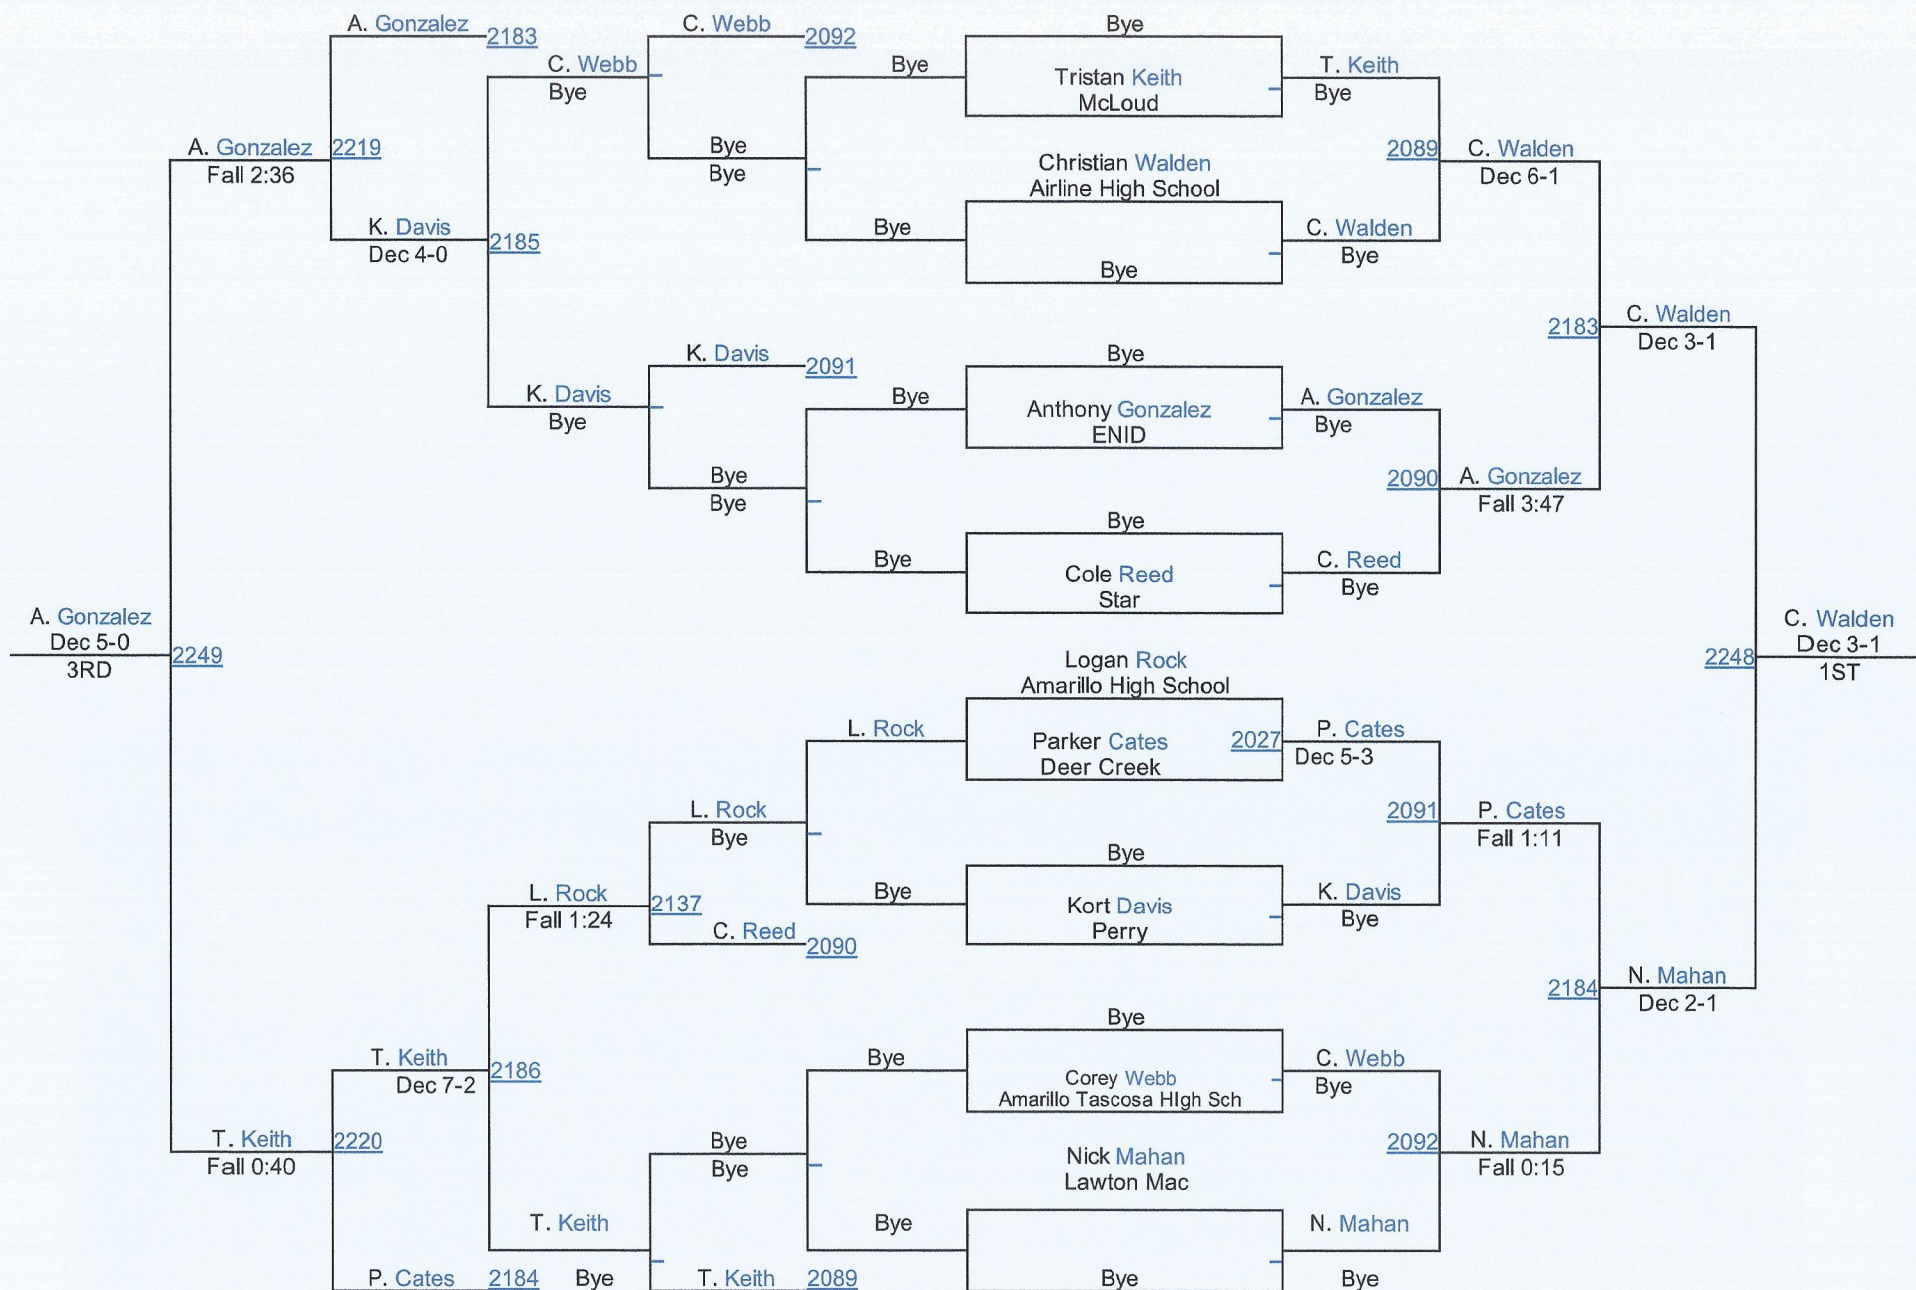 A. Gonzalez
2183
C. Webb
2092
Bye
C. Webb
Bye
Bye
Tristan Keith
McLoud
T. Keith
Bye
A. Gonzalez
2219
Fall 2:36
Bye
Bye
Christian Walden
Airline High School
2089
C. Walden
Dec 6-1
K. Davis
2185
Dec 4-0
Bye
C. Walden
Bye
Bye
2183
C. Walden
Dec 3-1
K. Davis
2091
Bye
K. Davis
Bye
Bye
Anthony Gonzalez
ENID
A. Gonzalez
Bye
Bye
Bye
2090
A. Gonzalez
Fall 3:47
Bye
Bye
Cole Reed
Star
C. Reed
Bye
A. Gonzalez
Dec 5-0
2249
3RD
C. Walden
2248
Dec 3-1
1ST
Logan Rock
Amarillo High School
L. Rock
Parker Cates
2027
Deer Creek
P. Cates
Dec 5-3
L. Rock
Bye
2091
P. Cates
Fall 1:11
Bye
L. Rock
2137
Fall 1:24
Bye
Kort Davis
Perry
K. Davis
Bye
C. Reed
2090
2184
N. Mahan
Dec 2-1
Bye
T. Keith
2186
Dec 7-2
Bye
Corey Webb
Amarillo Tascosa HIgh Sch
C. Webb
Bye
T. Keith
2220
Fall 0:40
Bye
Bye
Nick Mahan
Lawton Mac
2092
N. Mahan
Fall 0:15
T. Keith
Bye
N. Mahan
P. Cates
2184
Bye
T. Keith
2089
Bye
Bye